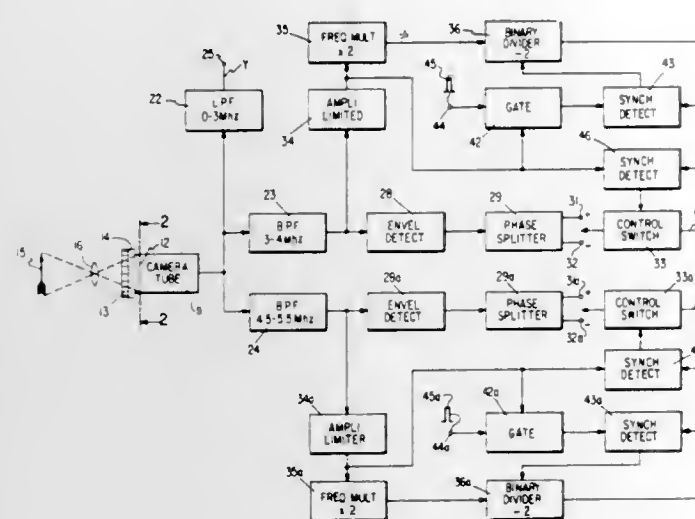 35
FREQ MULT
x 2
36
BINARY
DIVIDER
-2
25
Y
22
L.P.F.
0-3Mhz
45
43
AMPLI
LIMITED
34
44
GATE
42
SYNCH
DETECT
46
SYNCH
DETECT
23
BPF
3-4Mhz
28
ENVEL
DETECT
29
PHASE
SPLITTER
31
+
32
-
CONTROL
SWITCH
33
2
14
12
15
16
CAMERA
TUBE
13
2
BPF
4.5-5.5Mhz
24
28a
ENVEL
DETECT
29a
PHASE
SPLITTER
+
32a
-
33a
CONTROL
SWITCH
SYNCH
DETECT
34a
AMPLI
LIMITER
45a
44a
42a
GATE
43a
SYNCH
DETECT
35a
FREQ MULT
x 2
36a
BINARY
DIVIDER
-2